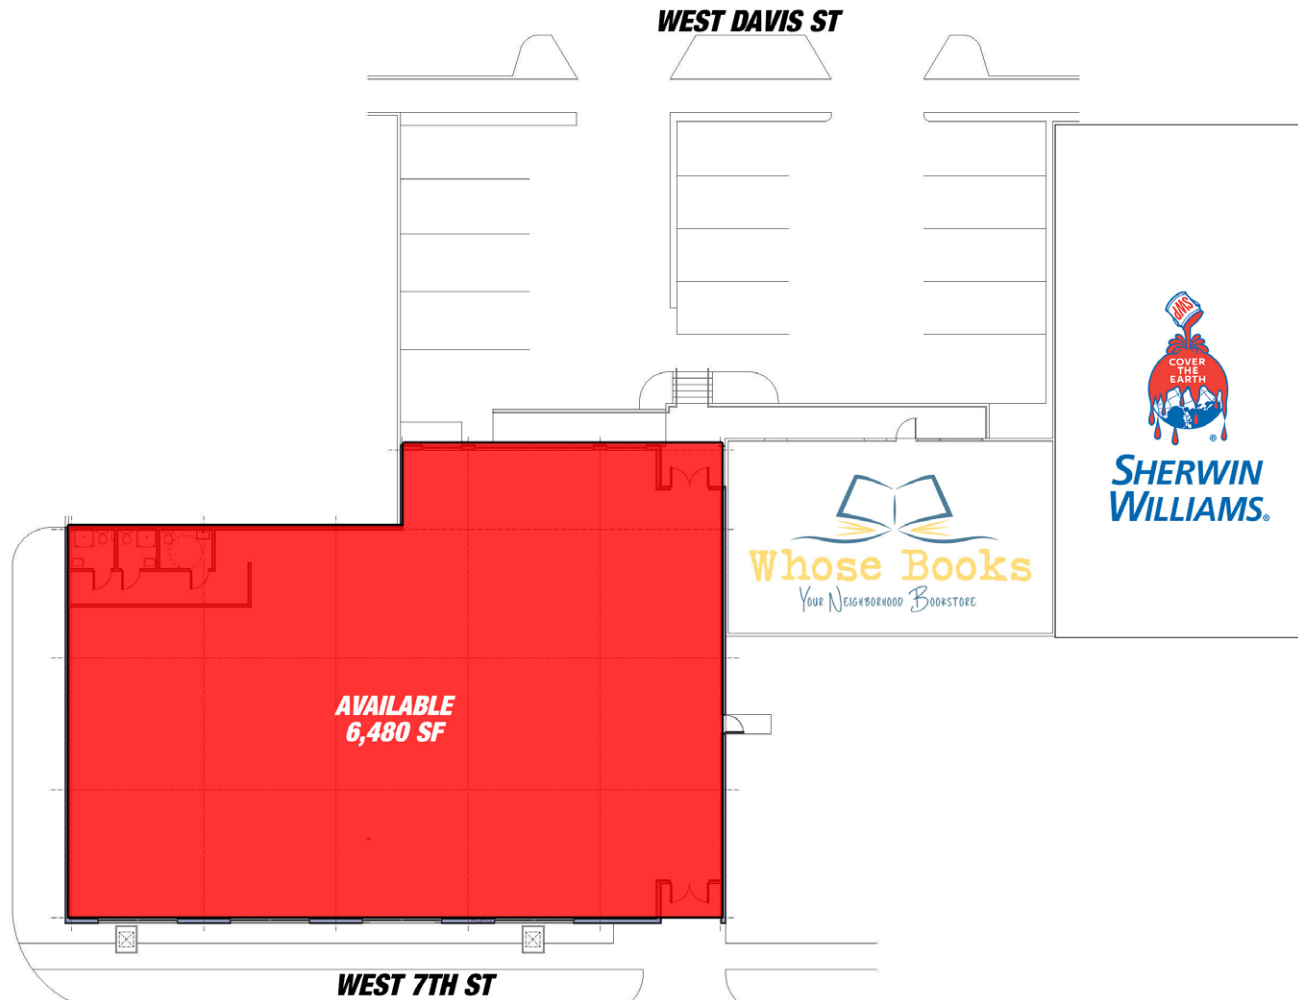 WEST DAVIS ST
SWP
COVER
THE
EARTH
®
SHERWIN
WILLIAMS®
Whose Books
YOUR NEIGHBORHOOD BOOKSTORE
AVAILABLE
6,480 SF
WEST 7TH ST